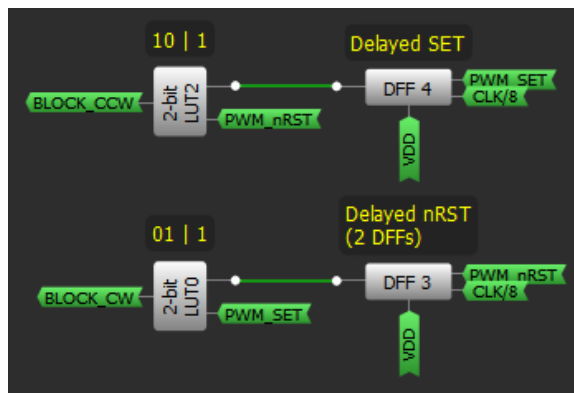 10 | 1
Delayed SET
BLOCK_CCW
2-bit
LUT2
PWM_nRST
DFF 4
PWM_SET
CLK/8
VDD
01 | 1
Delayed nRST
(2 DFFs)
BLOCK_CW
2-bit
LUT0
PWM_SET
DFF 3
PWM_nRST
CLK/8
VDD